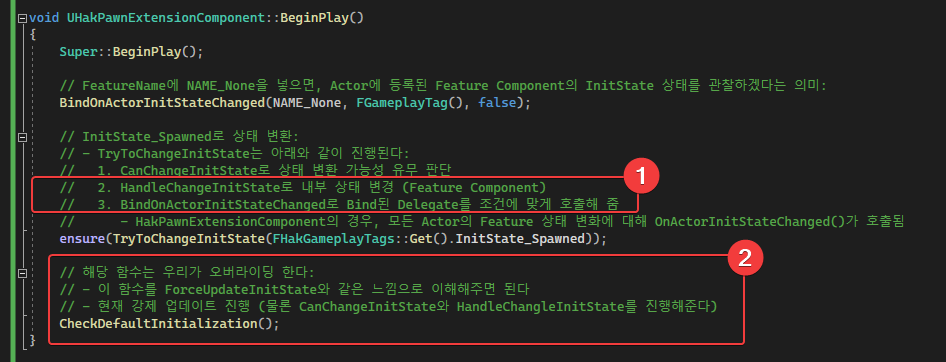 void UHakPawnExtensionComponent::BeginPlay()
{
Super::BeginPlay();
// FeatureName에 NAME_None을 넣으면, Actor에 등록된 Feature Component의 InitState 상태를 관찰하겠다는 의미:
BindOnActorInitStateChanged(NAME_None, FGameplayTag(), false);
// InitState_Spawned로 상태 변환:
// - TryToChangeInitState는 아래와 같이 진행된다:
// 1. CanChangeInitState로 상태 변환 가능성 유무 판단
1
// 2. HandleChangeInitState로 내부 상태 변경 (Feature Component)
// 3. BindOnActorInitStateChanged로 Bind된 Delegate를 조건에 맞게 호출해 줌
// - HakPawnExtensionComponent의 경우, 모든 Actor의 Feature 상태 변화에 대해 OnActorInitStateChanged()가 호출됨
ensure(TryToChangeInitState(FHakGameplayTags::Get().InitState_Spawned));
2
// 해당 함수는 우리가 오버라이딩 한다:
// - 이 함수를 ForceUpdateInitState와 같은 느낌으로 이해해주면 된다
// - 현재 강제 업데이트 진행 (물론 CanChangeInitState와 HandleChangleInitState를 진행해준다)
CheckDefaultInitialization();
}